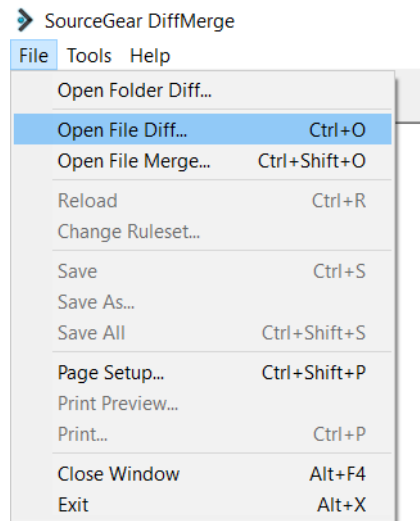 SourceGear DiffMerge
File Tools Help
Open Folder Diff...
Open File Diff... Ctrl+O
Open File Merge... Ctrl+Shift+O
Reload Ctrl+R
Change Ruleset...
Save Ctrl+S
Save As...
Save All Ctrl+Shift+S
Page Setup... Ctrl+Shift+P
Print Preview...
Print... Ctrl+P
Close Window Alt+F4
Exit Alt+X